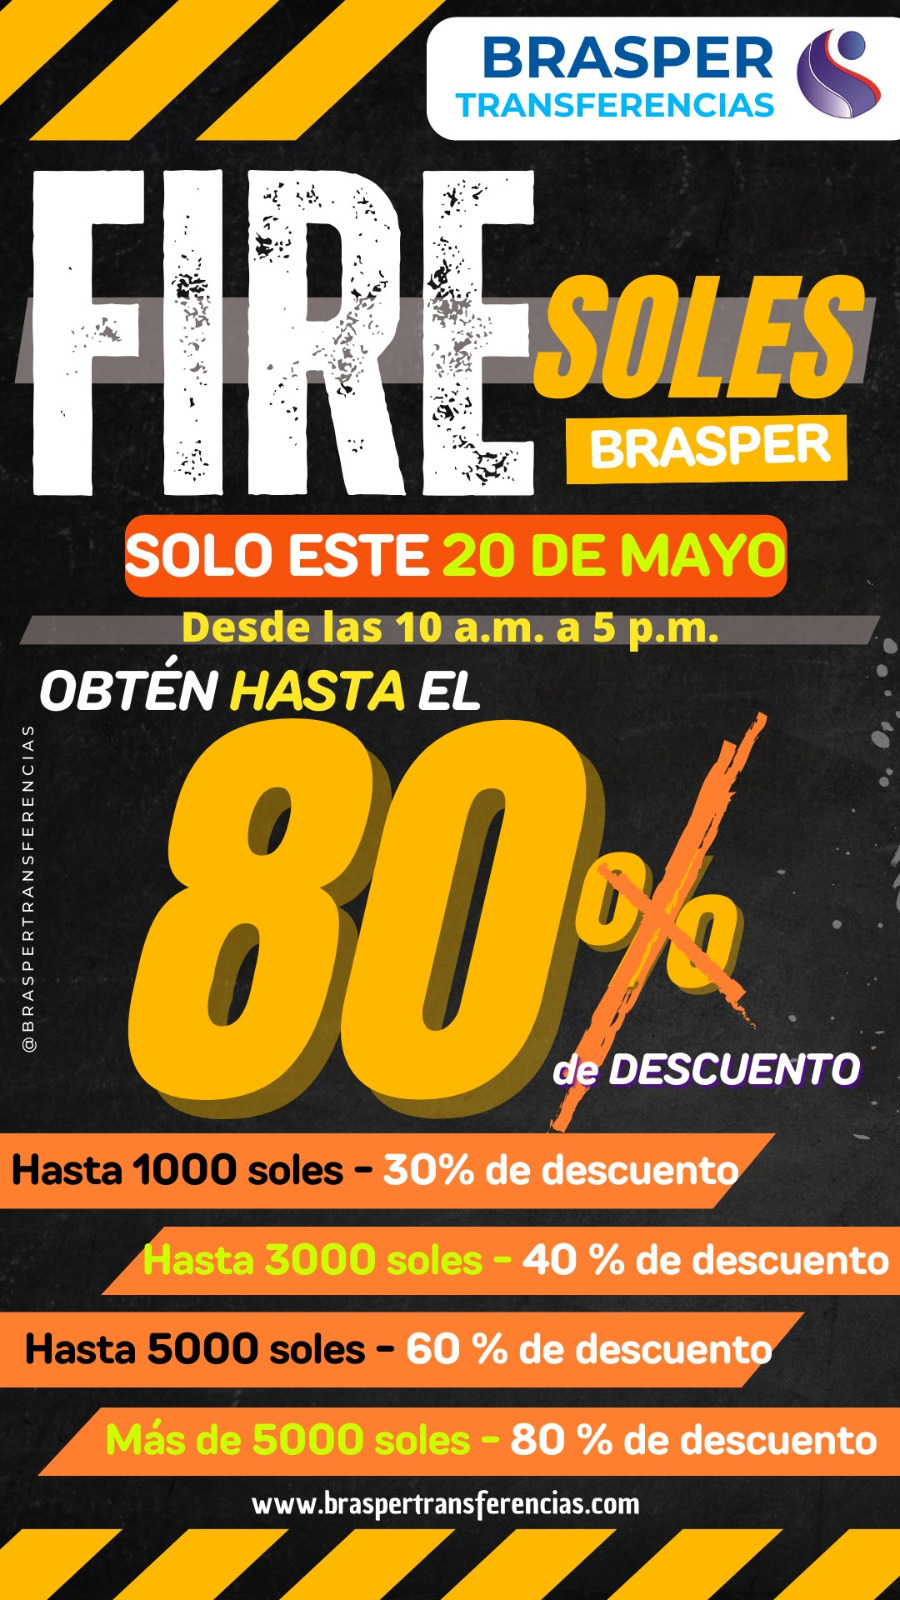 BRASPER
TRANSFERENCIAS
FIRE
SOLES
BRASPER
SOLO ESTE 20 DE MAYO
Desde las 10 a.m. a 5 p.m.
OBTÉN HASTA EL
80%
de DESCUENTO
@BRASPERTRANSFERENCIAS
Hasta 1000 soles - 30% de descuento
Hasta 3000 soles - 40 % de descuento
Hasta 5000 soles - 60 % de descuento
Más de 5000 soles - 80 % de descuento
www.braspertransferencias.com